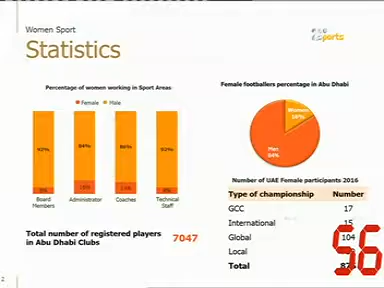 Women Sport
Statistics
Percentage of women working in Sport Areas
Female Male
92% 84% 86% 92%
8% 16% 8%
Board Members
Administrator
Coaches
Technical Staff
Total number of registered players
in Abu Dhabi Clubs
7047
Female footballers percentage in Abu Dhabi
Women
16%
Men
84%
Number of UAE Female participants 2016
Type of championship Number
GCC 17
International 15
Global 104
Local
Total
56
2